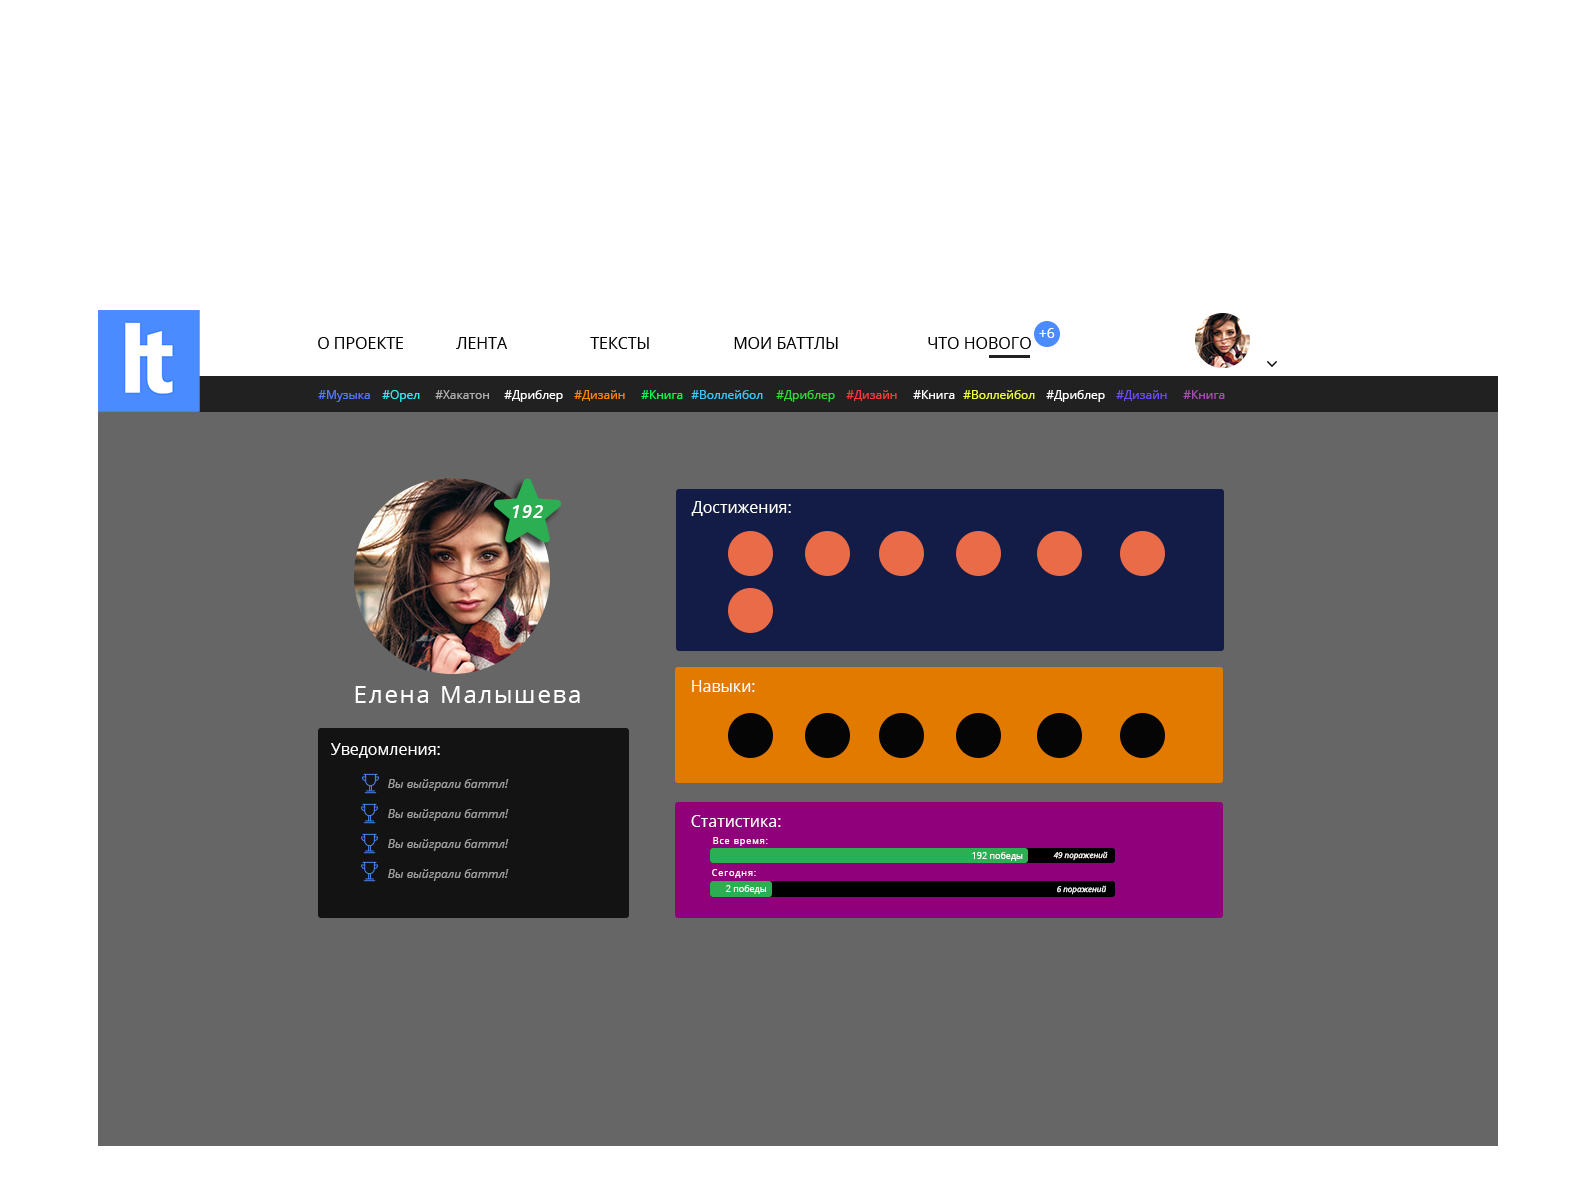 lt
О ПРОЕКТЕ ЛЕНТА ТЕКСТЫ МОИ БАТТЛЫ ЧТО НОВОГО +6
#Музыка #Орел #Хакатон #Дриблер #Дизайн #Книга #Воллейбол #Дриблер #Дизайн #Книга #Воллейбол #Дриблер #Дизайн #Книга
192
Елена Малышева
Уведомления:
Вы выйграли баттл!
Вы выйграли баттл!
Вы выйграли баттл!
Вы выйграли баттл!
Достижения:
Навыки:
Статистика:
Все время:
192 победы 49 поражений
Сегодня:
2 победы 6 поражений